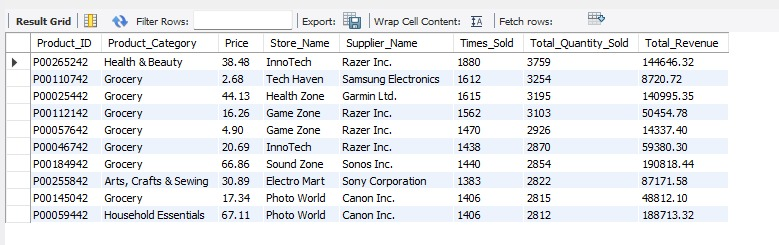 Result Grid Filter Rows: Export: Wrap Cell Content: Fetch rows:
Product_ID Product_Category Price Store_Name Supplier_Name Times_Sold Total_Quantity_Sold Total_Revenue
P00265242 Health & Beauty 38.48 InnoTech Razer Inc. 1880 3759 144646.32
P00110742 Grocery 2.68 Tech Haven Samsung Electronics 1612 3254 8720.72
P00025442 Grocery 44.13 Health Zone Garmin Ltd. 1615 3195 140995.35
P00112142 Grocery 16.26 Game Zone Razer Inc. 1562 3103 50454.78
P00057642 Grocery 4.90 Game Zone Razer Inc. 1470 2926 14337.40
P00046742 Grocery 20.69 InnoTech Razer Inc. 1438 2870 59380.30
P00184942 Grocery 66.86 Sound Zone Sonos Inc. 1440 2854 190818.44
P00255842 Arts, Crafts & Sewing 30.89 Electro Mart Sony Corporation 1383 2822 87171.58
P00145042 Grocery 17.34 Photo World Canon Inc. 1406 2815 48812.10
P00059442 Household Essentials 67.11 Photo World Canon Inc. 1406 2812 188713.32